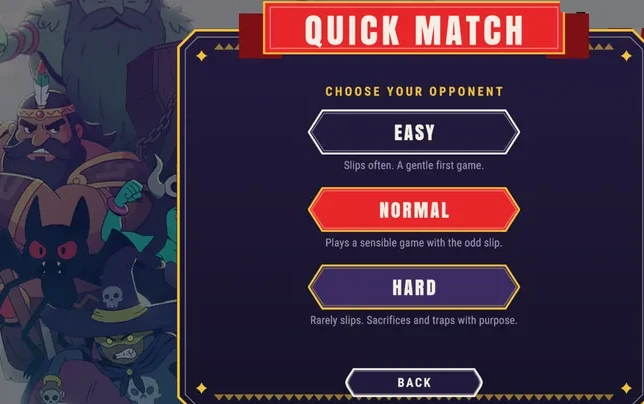 QUICK MATCH
CHOOSE YOUR OPPONENT
EASY
Slips often. A gentle first game.
NORMAL
Plays a sensible game with the odd slip.
HARD
Rarely slips. Sacrifices and traps with purpose.
BACK